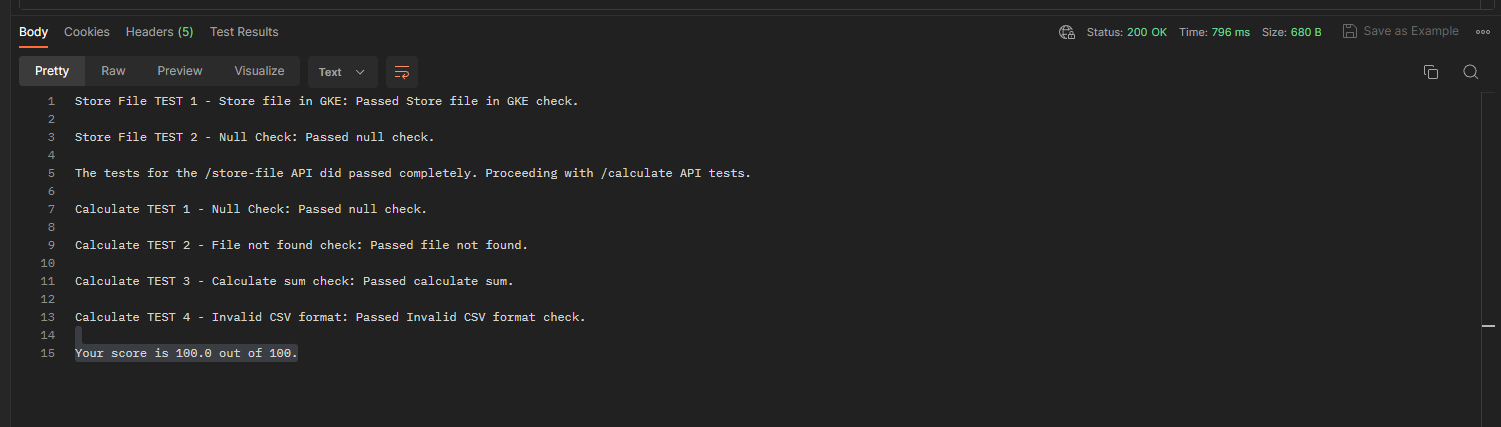 Body Cookies Headers (5) Test Results Status: 200 OK Time: 796 ms Size: 680 B Save as Example
Pretty Raw Preview Visualize Text
1 Store File TEST 1 - Store file in GKE: Passed Store file in GKE check.
2
3 Store File TEST 2 - Null Check: Passed null check.
4
5 The tests for the /store-file API did passed completely. Proceeding with /calculate API tests.
6
7 Calculate TEST 1 - Null Check: Passed null check.
8
9 Calculate TEST 2 - File not found check: Passed file not found.
10
11 Calculate TEST 3 - Calculate sum check: Passed calculate sum.
12
13 Calculate TEST 4 - Invalid CSV format: Passed Invalid CSV format check.
14
15 Your score is 100.0 out of 100.